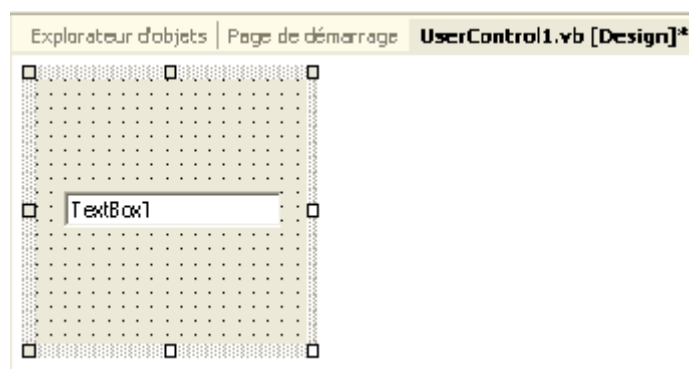 Explorateur d'objets | Page de démarrage UserControl1.vb [Design]*
TextBox1